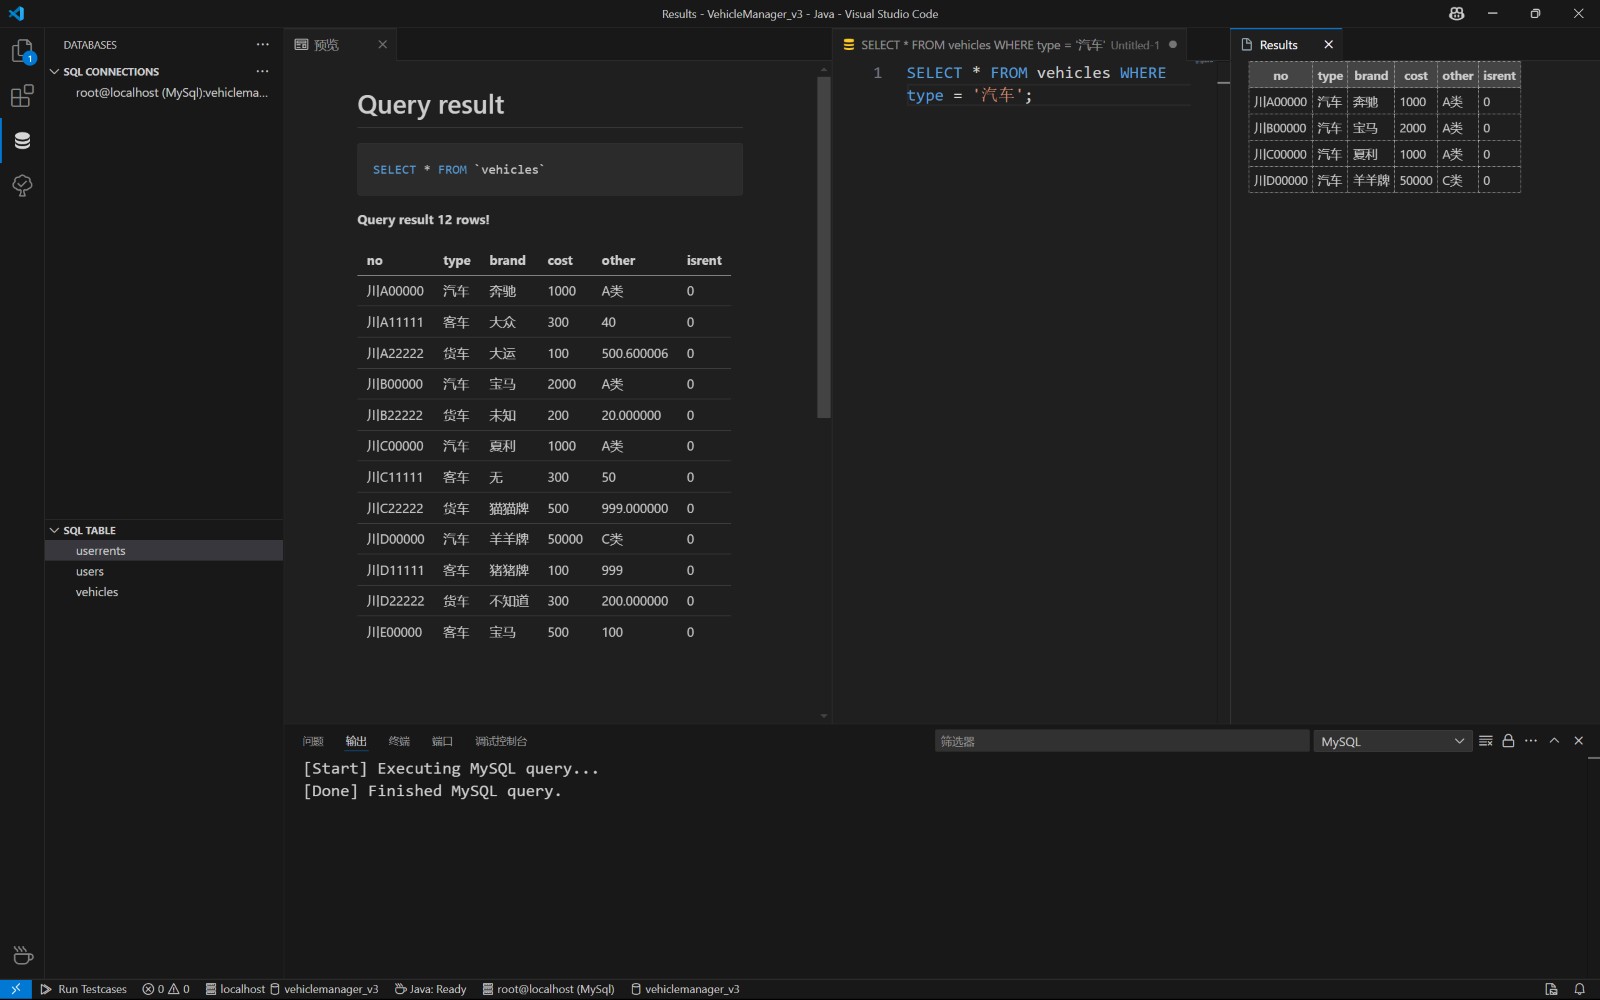 Results - VehicleManager_v3 - Java - Visual Studio Code
DATABASES
SQL CONNECTIONS
root@localhost (MySql):vehiclema...
1
SQL TABLE
userrents
users
vehicles
预览
Query result
SELECT * FROM `vehicles`
Query result 12 rows!
no type brand cost other isrent
川A00000 汽车 奔驰 1000 A类 0
川A11111 客车 大众 300 40 0
川A22222 货车 大运 100 500.600006 0
川B00000 汽车 宝马 2000 A类 0
川B22222 货车 未知 200 20.000000 0
川C00000 汽车 夏利 1000 A类 0
川C11111 客车 无 300 50 0
川C22222 货车 猫猫牌 500 999.000000 0
川D00000 汽车 羊羊牌 50000 C类 0
川D11111 客车 猪猪牌 100 999 0
川D22222 货车 不知道 300 200.000000 0
川E00000 客车 宝马 500 100 0
SELECT * FROM vehicles WHERE type = '汽车' Untitled-1
1 SELECT * FROM vehicles WHERE
type = '汽车';
Results
no type brand cost other isrent
川A00000 汽车 奔驰 1000 A类 0
川B00000 汽车 宝马 2000 A类 0
川C00000 汽车 夏利 1000 A类 0
川D00000 汽车 羊羊牌 50000 C类 0
问题 输出 终端 端口 调试控制台 筛选器 MySQL
[Start] Executing MySQL query...
[Done] Finished MySQL query.
Run Testcases 0 0 localhost vehiclemanager_v3 Java: Ready root@localhost (MySql) vehiclemanager_v3